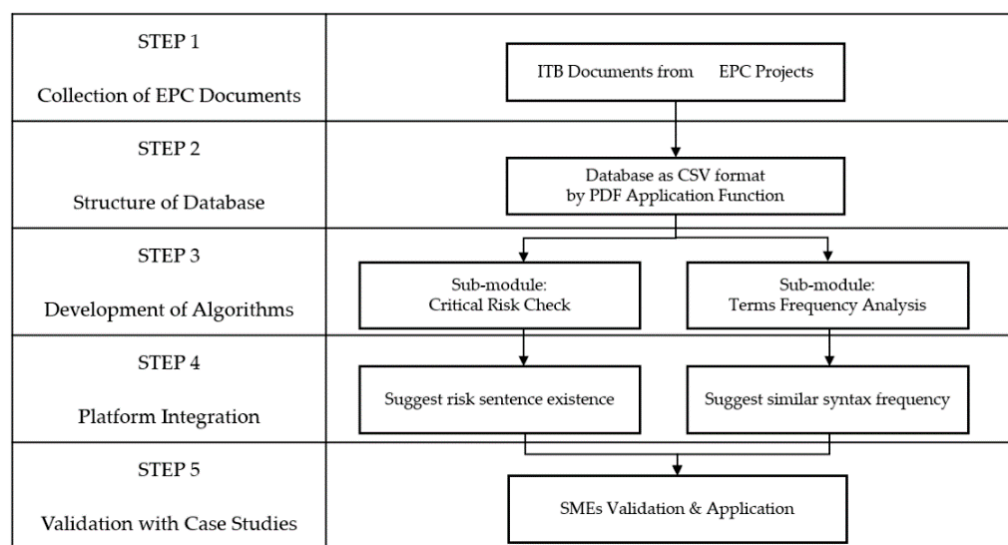 STEP 1
Collection of EPC Documents
ITB Documents from EPC Projects
STEP 2
Structure of Database
Database as CSV format
by PDF Application Function
STEP 3
Development of Algorithms
Sub-module:
Critical Risk Check
Sub-module:
Terms Frequency Analysis
STEP 4
Platform Integration
Suggest risk sentence existence
Suggest similar syntax frequency
STEP 5
Validation with Case Studies
SMEs Validation & Application